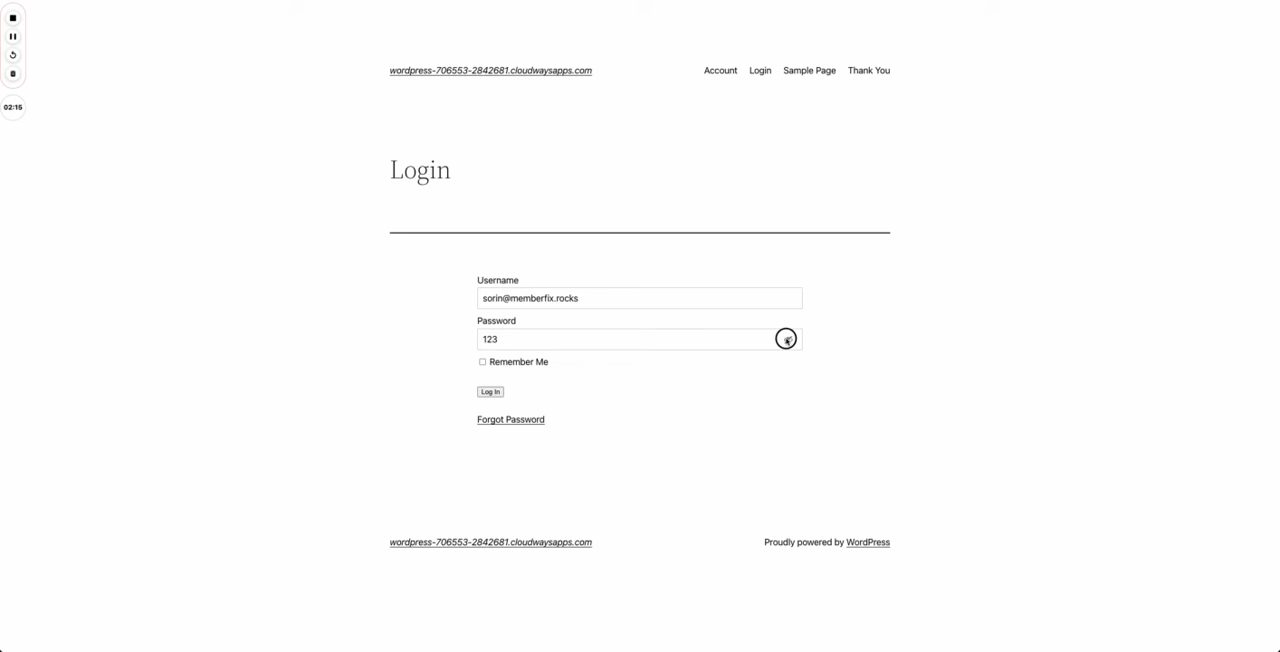 02:15
wordpress-706553-2842681.cloudwaysapps.com
Account Login Sample Page Thank You
Login
Username
sorin@memberfix.rocks
Password
123
Remember Me
Log In
Forgot Password
wordpress-706553-2842681.cloudwaysapps.com
Proudly powered by WordPress